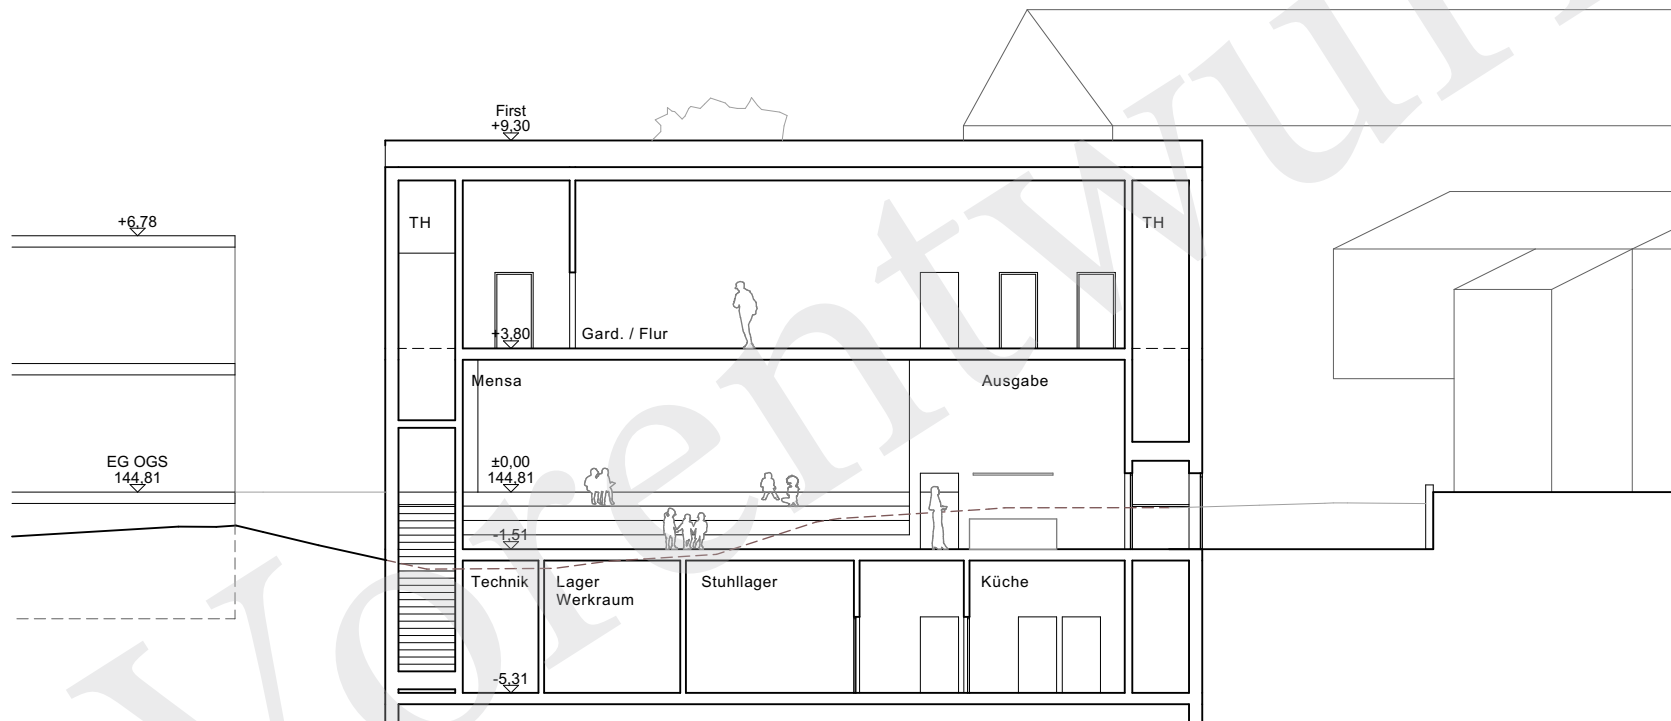 First
+9,30
+6,78
TH
TH
+3,80
Gard. / Flur
Mensa
Ausgabe
EG OGS
144,81
±0,00
144,81
-1,51
Technik
Lager
Werkraum
Stuhllager
Küche
-5,31
Vorentwurf